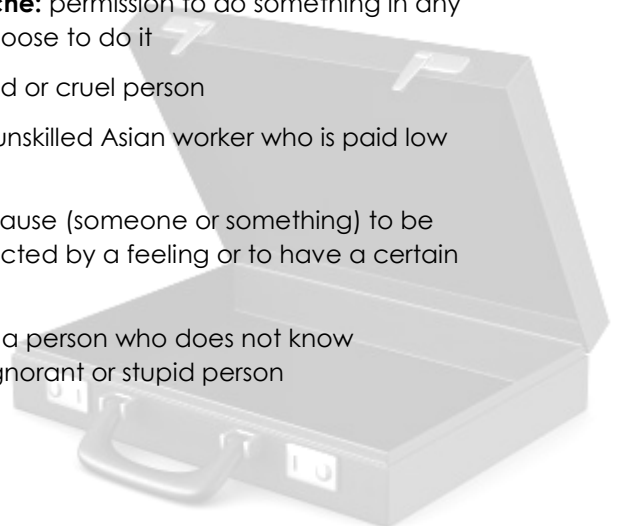 che: permission to do something in any
oose to do it
d or cruel person
unskilled Asian worker who is paid low
ause (someone or something) to be
cted by a feeling or to have a certain
a person who does not know
gnorant or stupid person